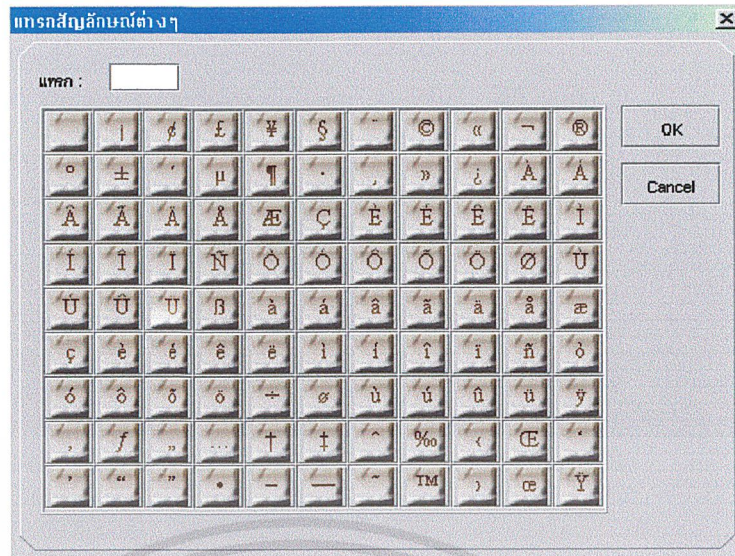 แทรกสัญลักษณ์ต่างๆ
แทรก :
¡ ¢ £ ¥ § ¨ © « ¬ ®
° ± ´ µ ¶ · ¸ » ¿ À Á
Â Ã Ä Å Æ Ç È É Ê Ë Ì
Í Î Ï Ñ Ò Ó Ô Õ Ö Ø Ù
Ú Û Ü ß à á â ã ä å æ
ç è é ê ë ì í î ï ñ ò
ó ô õ ö ÷ ø ù ú û ü ÿ
‚ ƒ „ … † ‡ ˆ ‰ ‹ Œ ‘
’ “ ” • – — ˜ ™ › œ Ÿ
OK
Cancel